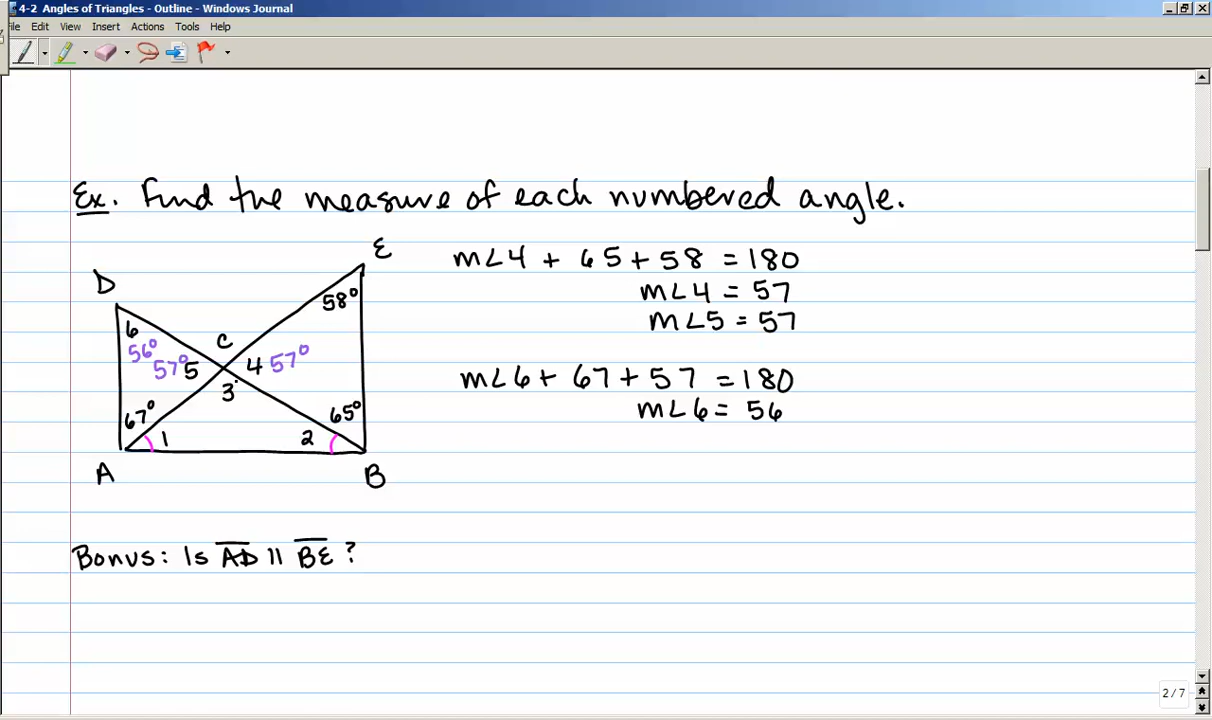 4-2 Angles of Triangles - Outline - Windows Journal
File Edit View Insert Actions Tools Help
Ex. Find the measure of each numbered angle.
E
D
58°
6
56°
C
57° 5
4 57°
3
67°
65°
1
2
A
B
m∠4 + 65 + 58 = 180
m∠4 = 57
m∠5 = 57
m∠6 + 67 + 57 = 180
m∠6 = 56
Bonus: Is AD || BE ?
2 / 7